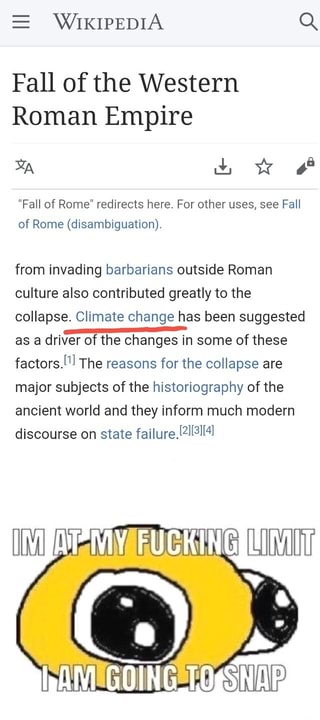 WIKIPEDIA
Fall of the Western
Roman Empire
"Fall of Rome" redirects here. For other uses, see Fall
of Rome (disambiguation).
from invading barbarians outside Roman
culture also contributed greatly to the
collapse. Climate change has been suggested
as a driver of the changes in some of these
factors.[1] The reasons for the collapse are
major subjects of the historiography of the
ancient world and they inform much modern
discourse on state failure.[2][3][4]
IM AT MY FUCKING LIMIT
I AM GOING TO SNAP